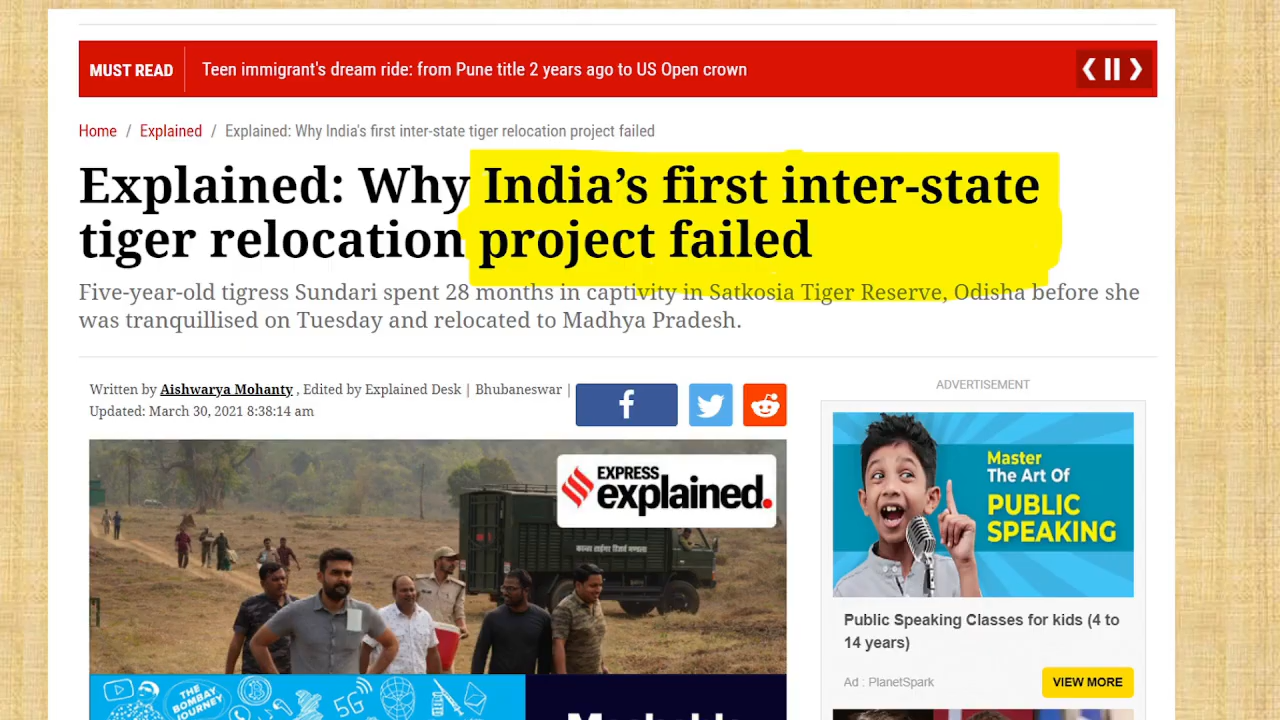 MUST READ
Teen immigrant's dream ride: from Pune title 2 years ago to US Open crown
Home / Explained / Explained: Why India's first inter-state tiger relocation project failed
Explained: Why India’s first inter-state
tiger relocation project failed
Five-year-old tigress Sundari spent 28 months in captivity in Satkosia Tiger Reserve, Odisha before she
was tranquillised on Tuesday and relocated to Madhya Pradesh.
Written by Aishwarya Mohanty , Edited by Explained Desk | Bhubaneswar |
Updated: March 30, 2021 8:38:14 am
EXPRESS
explained.
THE
BOMBAY
JOURNEY
5G
ADVERTISEMENT
Master
The Art Of
PUBLIC
SPEAKING
Public Speaking Classes for kids (4 to
14 years)
Ad : PlanetSpark
VIEW MORE